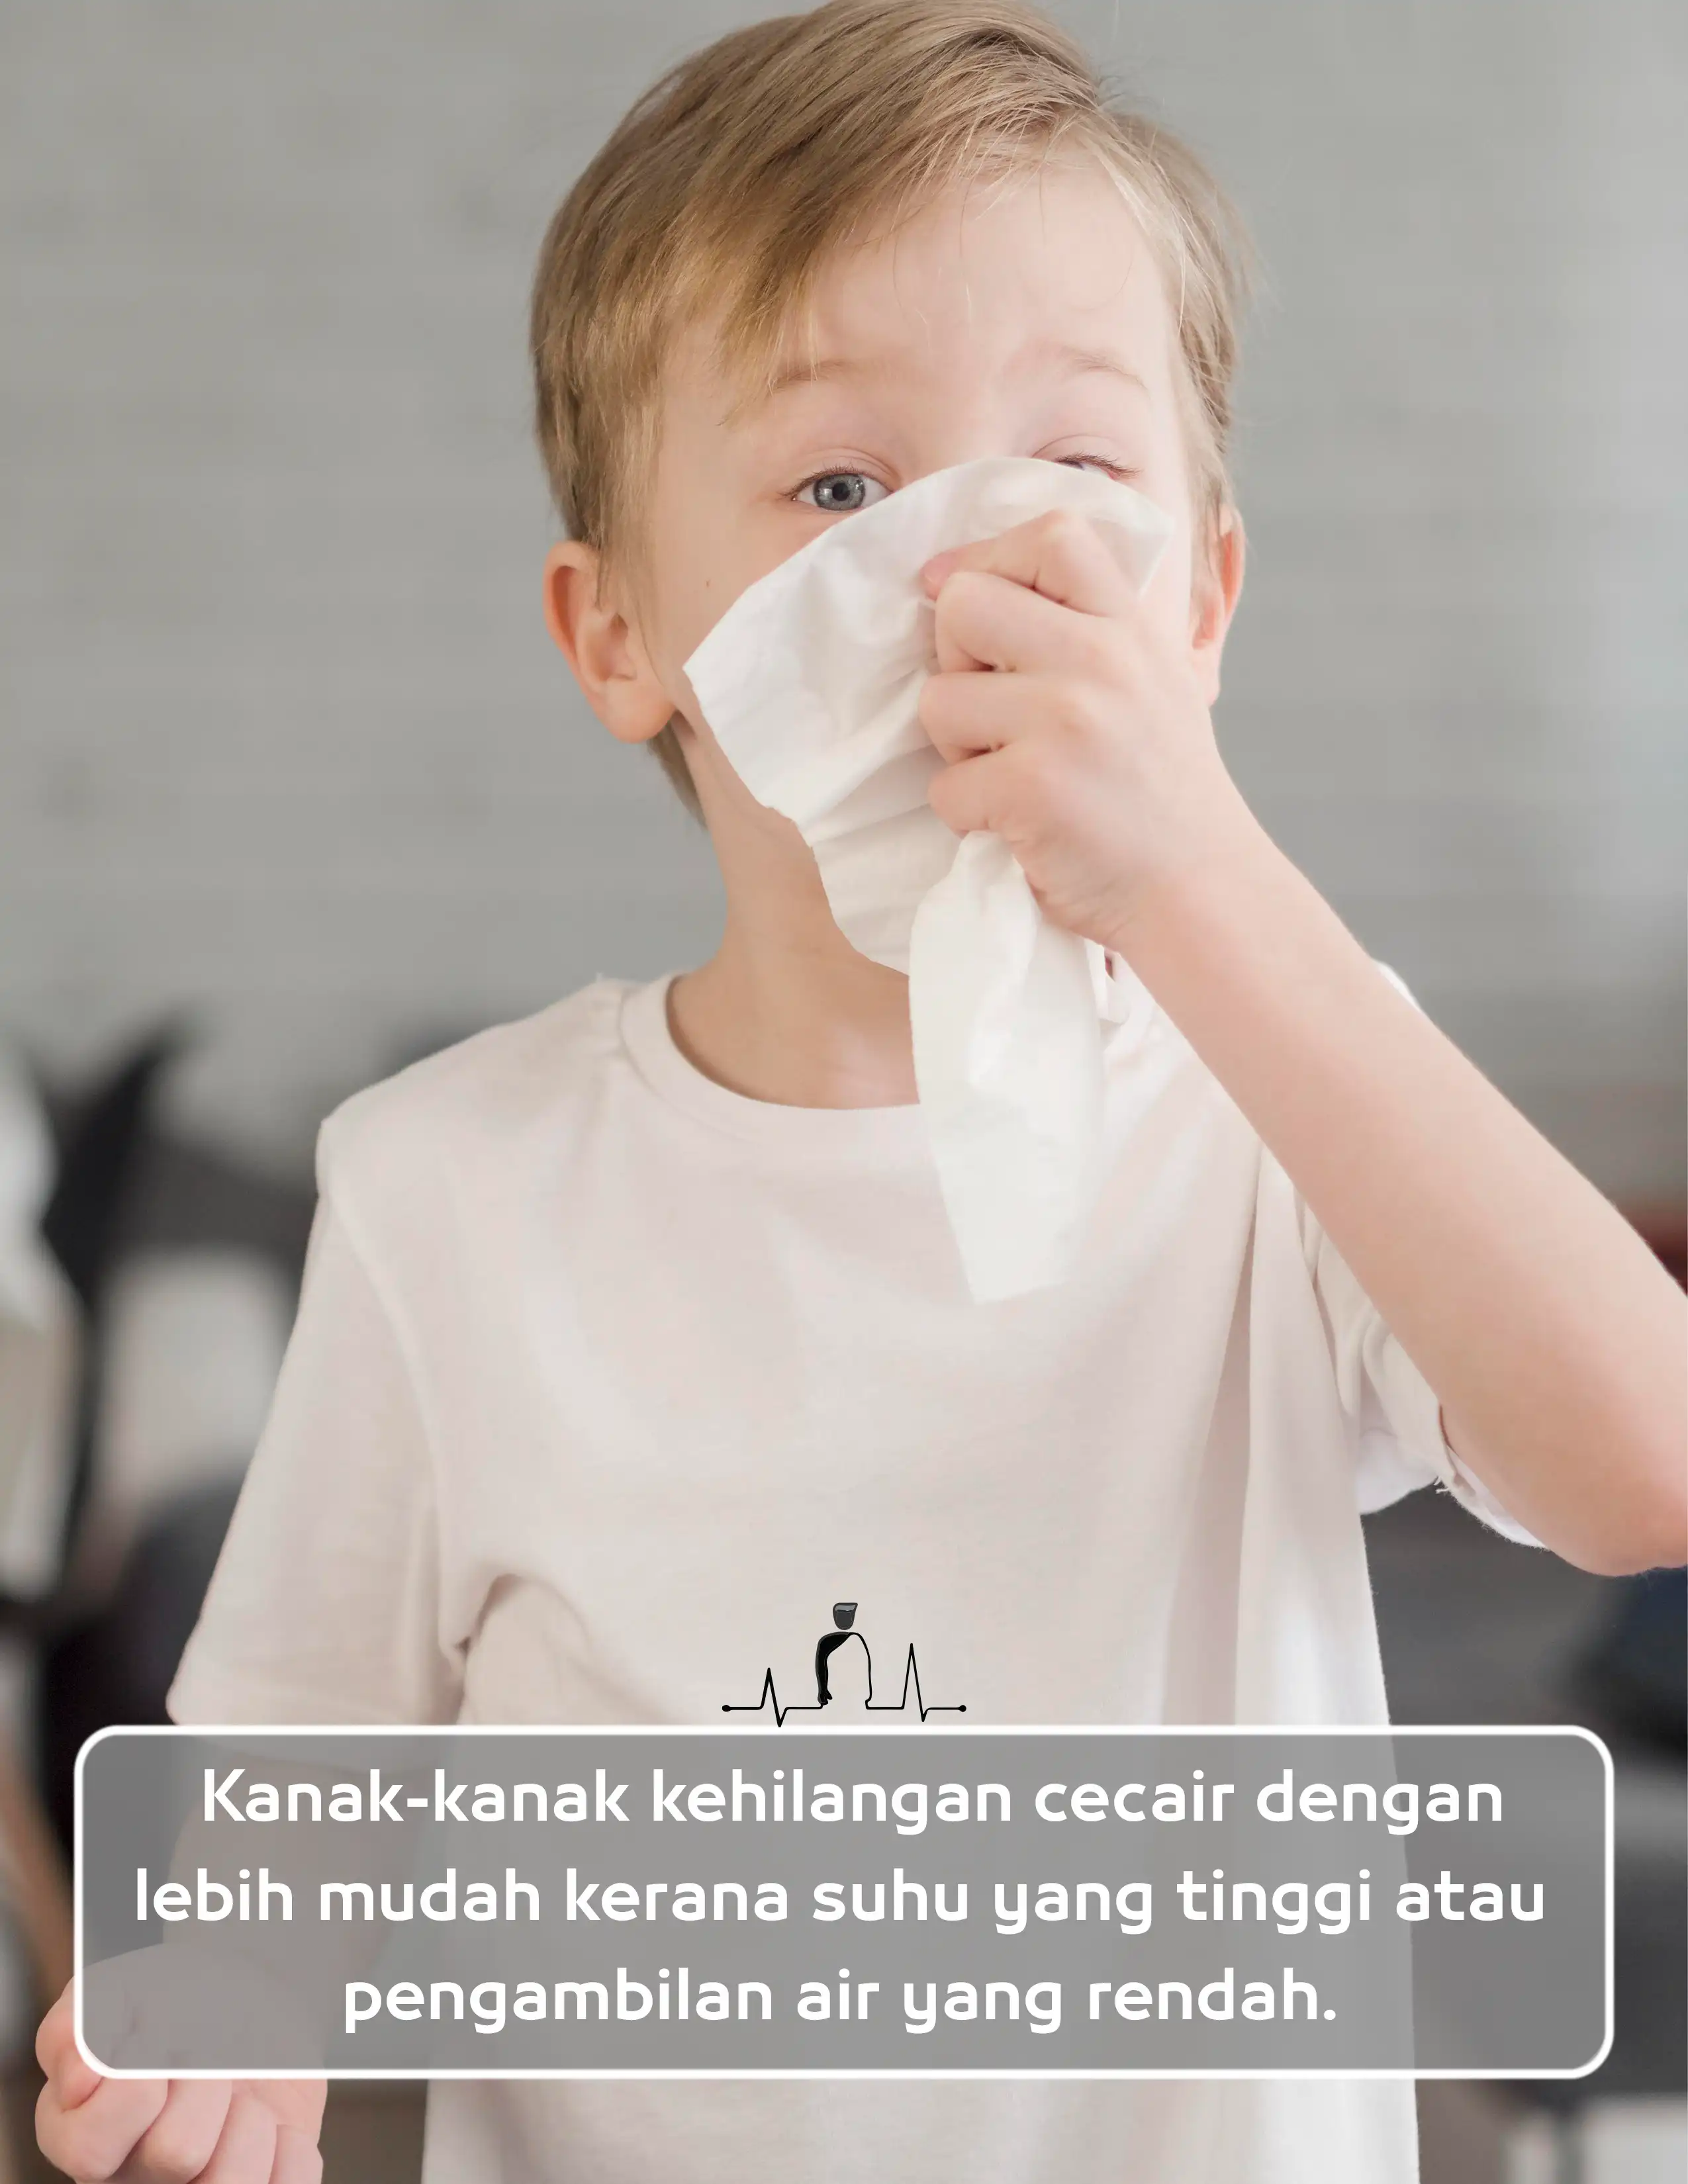 Kanak-kanak kehilangan cecair dengan
lebih mudah kerana suhu yang tinggi atau
pengambilan air yang rendah.